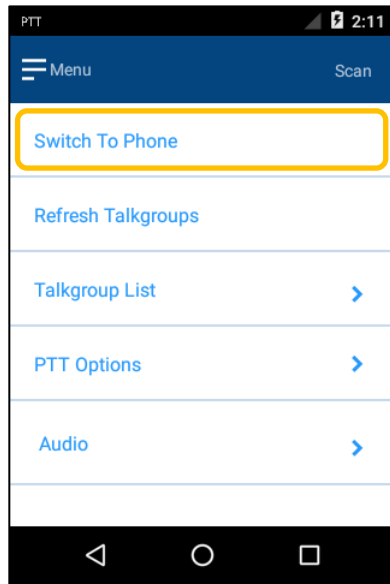 PTT 2:11
Menu Scan
Switch To Phone
Refresh Talkgroups
Talkgroup List
PTT Options
Audio